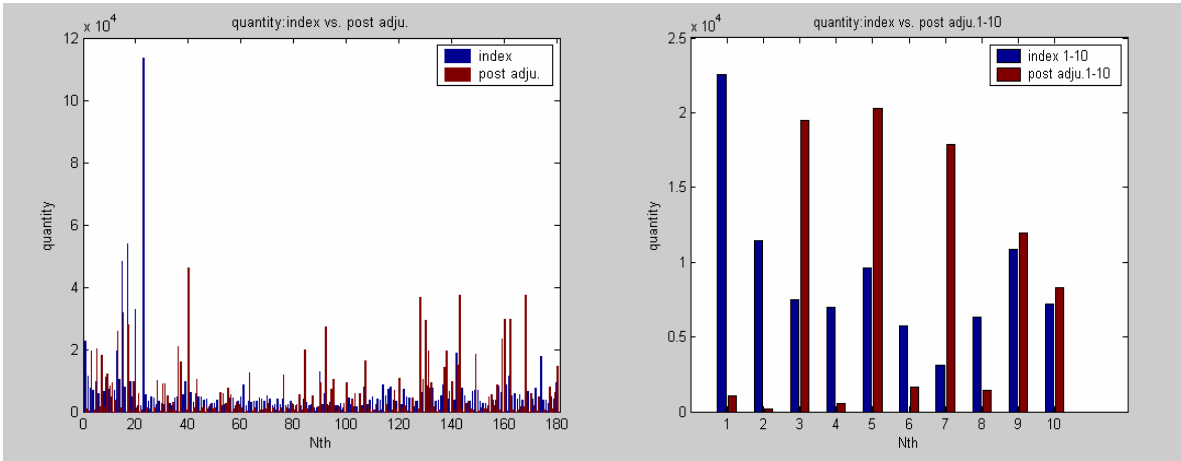 quantity:index vs. post adju.
x 10^4
12
10
8
6
4
2
0
quantity
index
post adju.
0 20 40 60 80 100 120 140 160 180
Nth
quantity:index vs. post adju.1-10
x 10^4
2.5
2
1.5
1
0.5
0
quantity
index 1-10
post adju.1-10
1 2 3 4 5 6 7 8 9 10
Nth